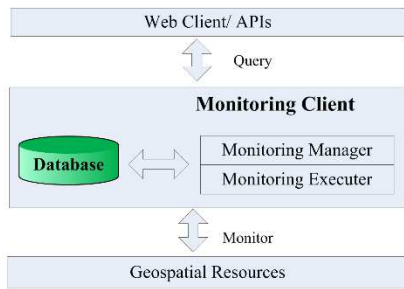 Web Client/ APIs
Query
Monitoring Client
Database
Monitoring Manager
Monitoring Executer
Monitor
Geospatial Resources